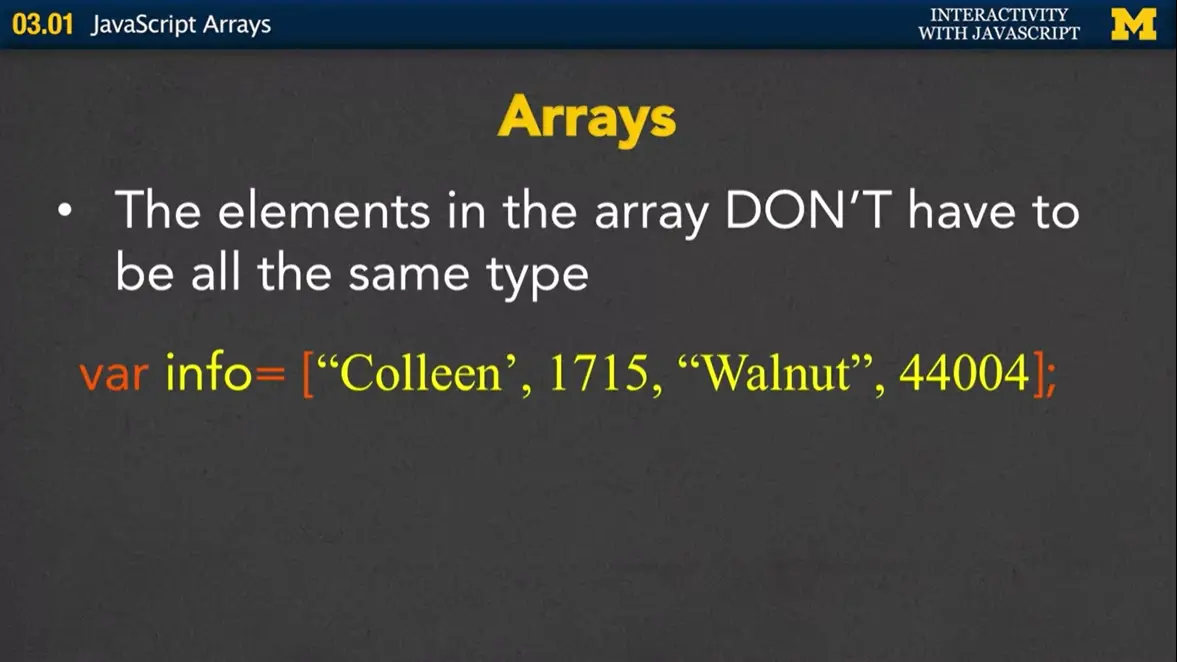 03.01 JavaScript Arrays
INTERACTIVITY
WITH JAVASCRIPT
M
Arrays
• The elements in the array DON’T have to
be all the same type
var info= [“Colleen’, 1715, “Walnut”, 44004];